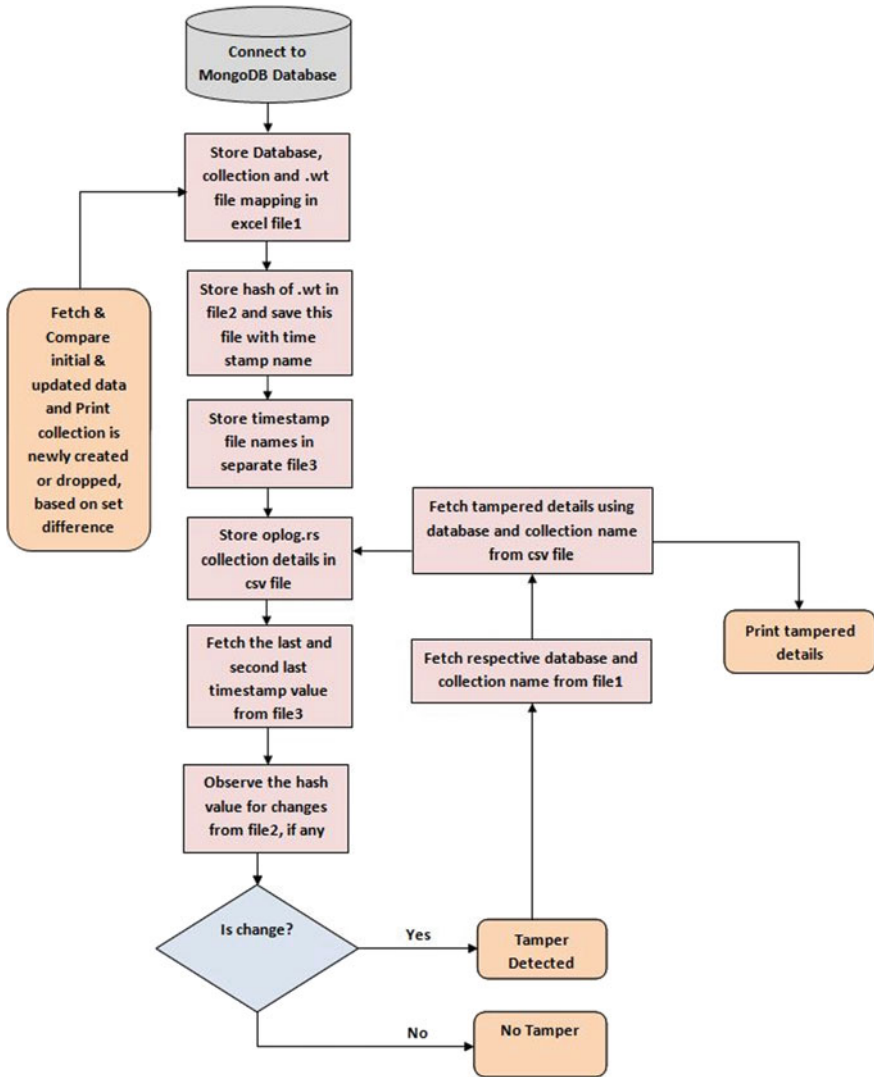 Connect to
MongoDB Database
Store Database,
collection and .wt
file mapping in
excel file1
Store hash of .wt in
file2 and save this
file with time
stamp name
Fetch &
Compare
initial &
updated data
and Print
collection is
newly created
or dropped,
based on set
difference
Store timestamp
file names in
separate file3
Store oplog.rs
collection details in
csv file
Fetch tampered details using
database and collection name
from csv file
Print tampered
details
Fetch the last and
second last
timestamp value
from file3
Fetch respective database and
collection name from file1
Observe the hash
value for changes
from file2, if any
Is change?
Yes
Tamper
Detected
No
No Tamper